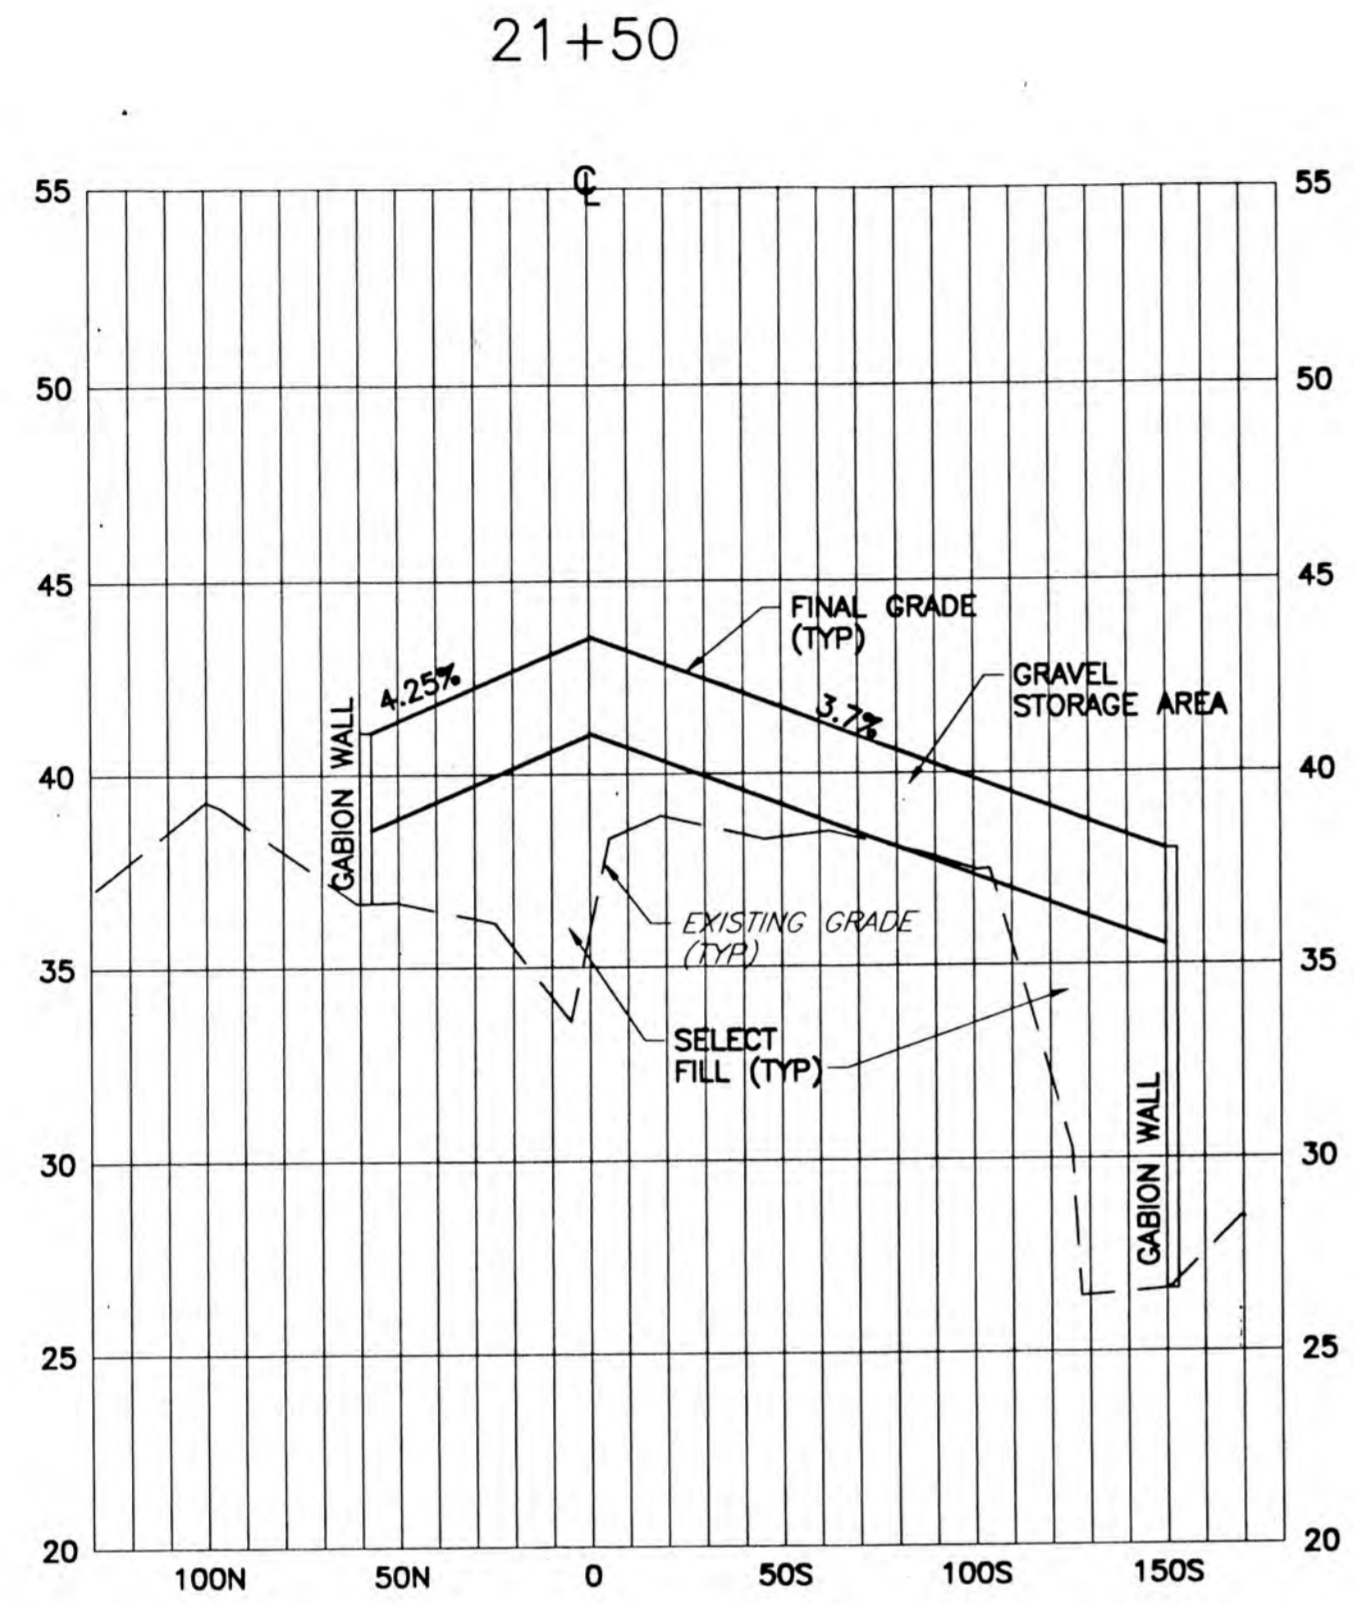 21+50
℄
55 55
50 50
45 45
FINAL GRADE
(TYP)
GRAVEL
STORAGE AREA
4.25%
3.7%
GABION WALL
40 40
EXISTING GRADE
(TYP)
35 35
SELECT
FILL (TYP)
GABION WALL
30 30
25 25
20 20
100N 50N 0 50S 100S 150S